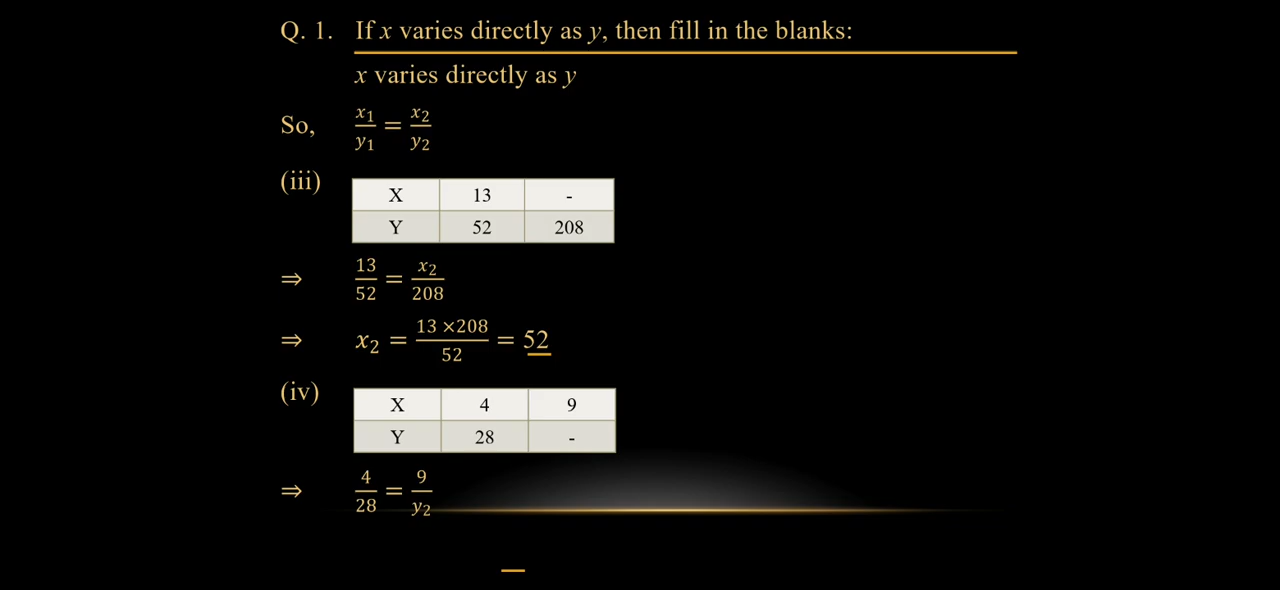 Q. 1. If x varies directly as y, then fill in the blanks:
x varies directly as y
So, x₁/y₁ = x₂/y₂
(iii)
X 13 -
Y 52 208
⇒ 13/52 = x₂/208
⇒ x₂ = 13 ×208/52 = 52
(iv)
X 4 9
Y 28 -
⇒ 4/28 = 9/y₂